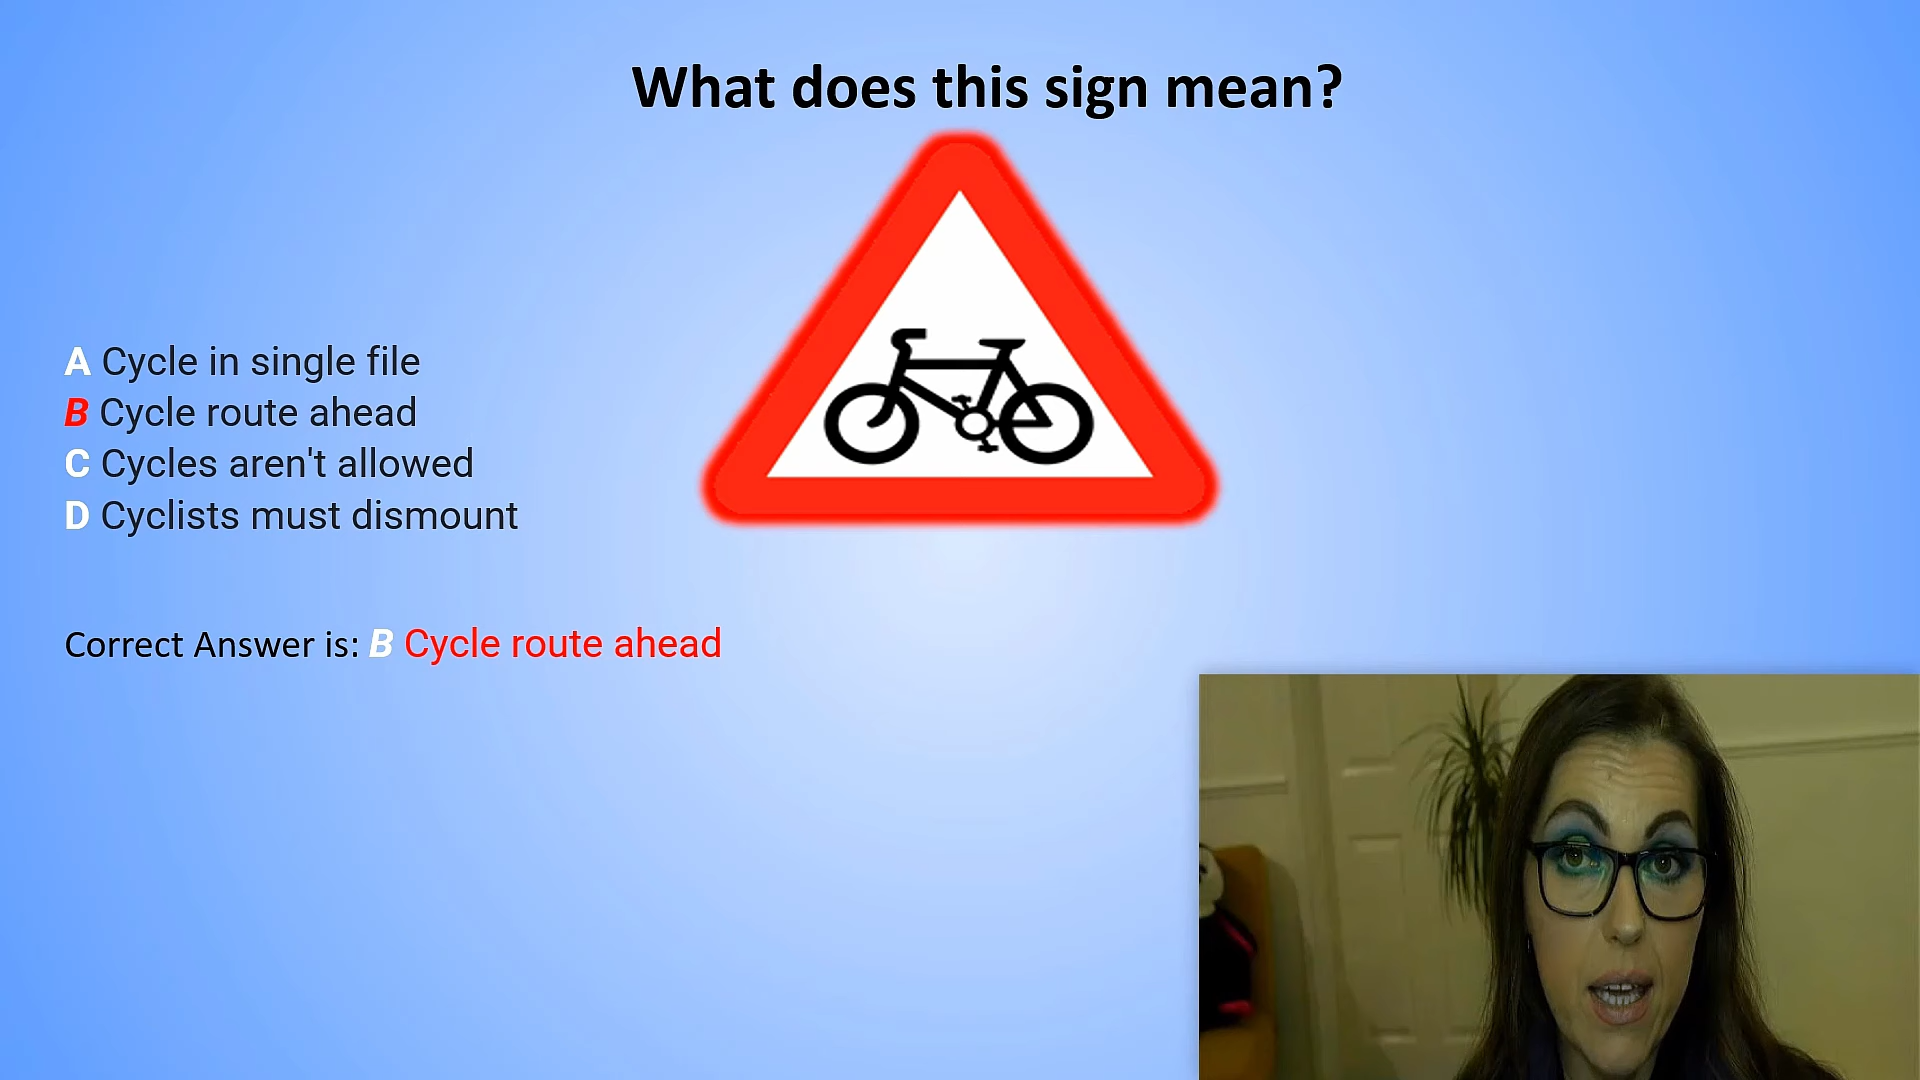 What does this sign mean?
A Cycle in single file
B Cycle route ahead
C Cycles aren't allowed
D Cyclists must dismount
Correct Answer is: B Cycle route ahead